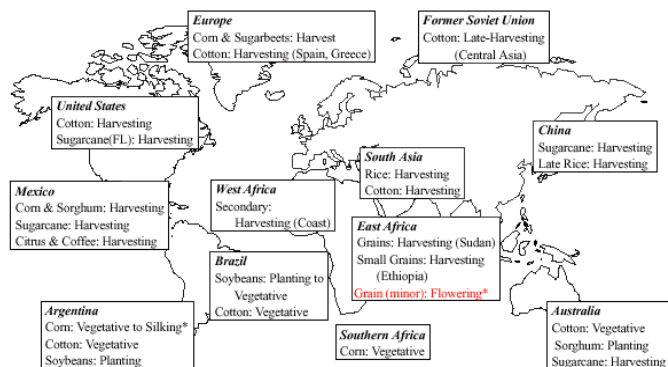 Europe
Corn & Sugarbeets: Harvest
Cotton: Harvesting (Spain, Greece)
Former Soviet Union
Cotton: Late-Harvesting
(Central Asia)
United States
Cotton: Harvesting
Sugarcane(FL): Harvesting
China
Sugarcane: Harvesting
Late Rice: Harvesting
South Asia
Rice: Harvesting
Cotton: Harvesting
Mexico
Corn & Sorghum: Harvesting
Sugarcane: Harvesting
Citrus & Coffee: Harvesting
West Africa
Secondary:
Harvesting (Coast)
East Africa
Grains: Harvesting (Sudan)
Small Grains: Harvesting
(Ethiopia)
Grain (minor): Flowering*
Brazil
Soybeans: Planting to
Vegetative
Cotton: Vegetative
Argentina
Corn: Vegetative to Silking*
Cotton: Vegetative
Soybeans: Planting
Southern Africa
Corn: Vegetative
Australia
Cotton: Vegetative
Sorghum: Planting
Sugarcane: Harvesting